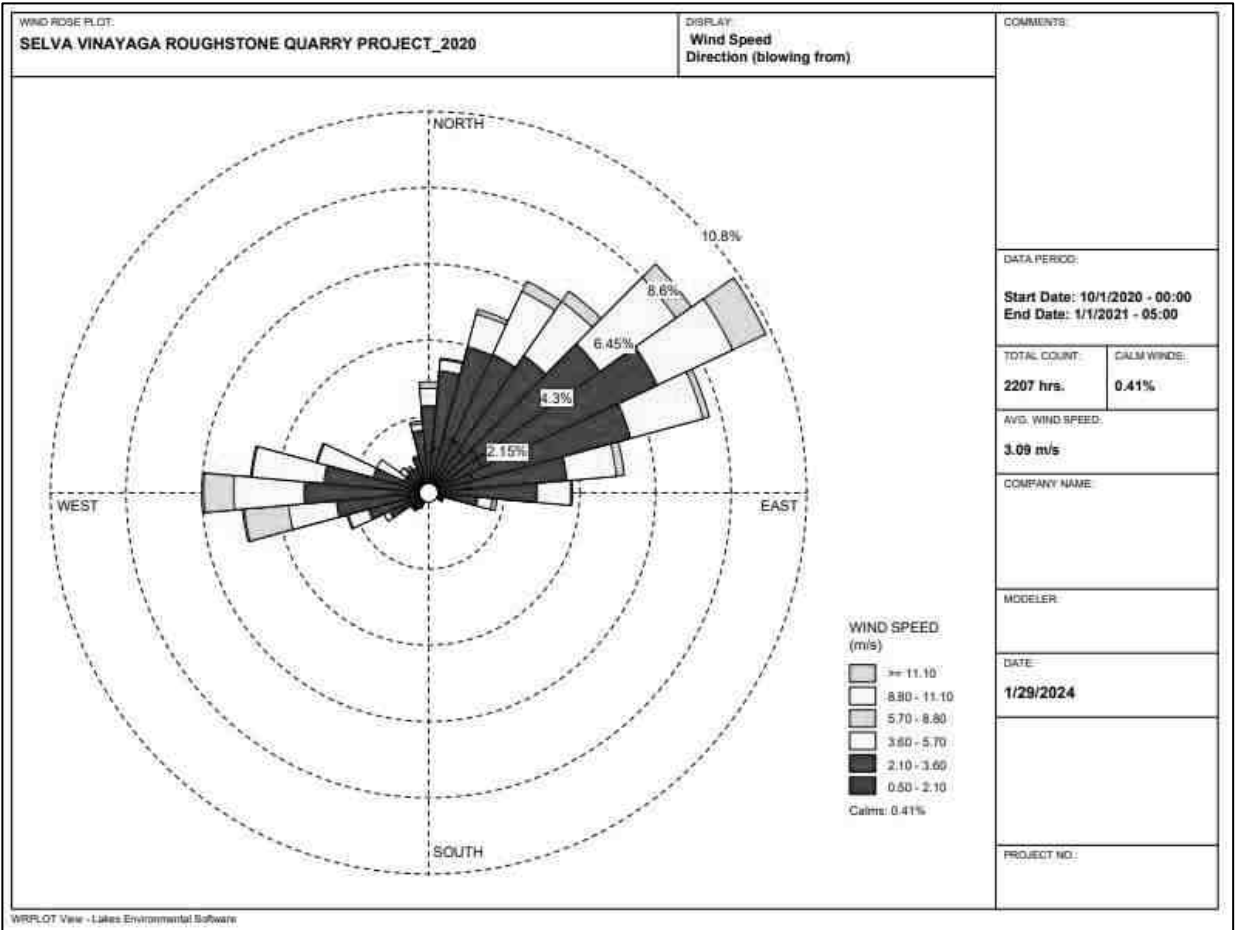 WIND ROSE PLOT:
SELVA VINAYAGA ROUGHSTONE QUARRY PROJECT_2020
DISPLAY:
Wind Speed
Direction (blowing from)
COMMENTS:
NORTH
10.8%
8.6%
6.45%
4.3%
2.15%
WEST
EAST
SOUTH
WIND SPEED
(m/s)
>= 11.10
8.80 - 11.10
5.70 - 8.80
3.60 - 5.70
2.10 - 3.60
0.50 - 2.10
Calms: 0.41%
DATA PERIOD:
Start Date: 10/1/2020 - 00:00
End Date: 1/1/2021 - 05:00
TOTAL COUNT:
2207 hrs.
CALM WINDS:
0.41%
AVG. WIND SPEED:
3.09 m/s
COMPANY NAME:
MODELER:
DATE:
1/29/2024
PROJECT NO.:
WRPLOT View - Lakes Environmental Software